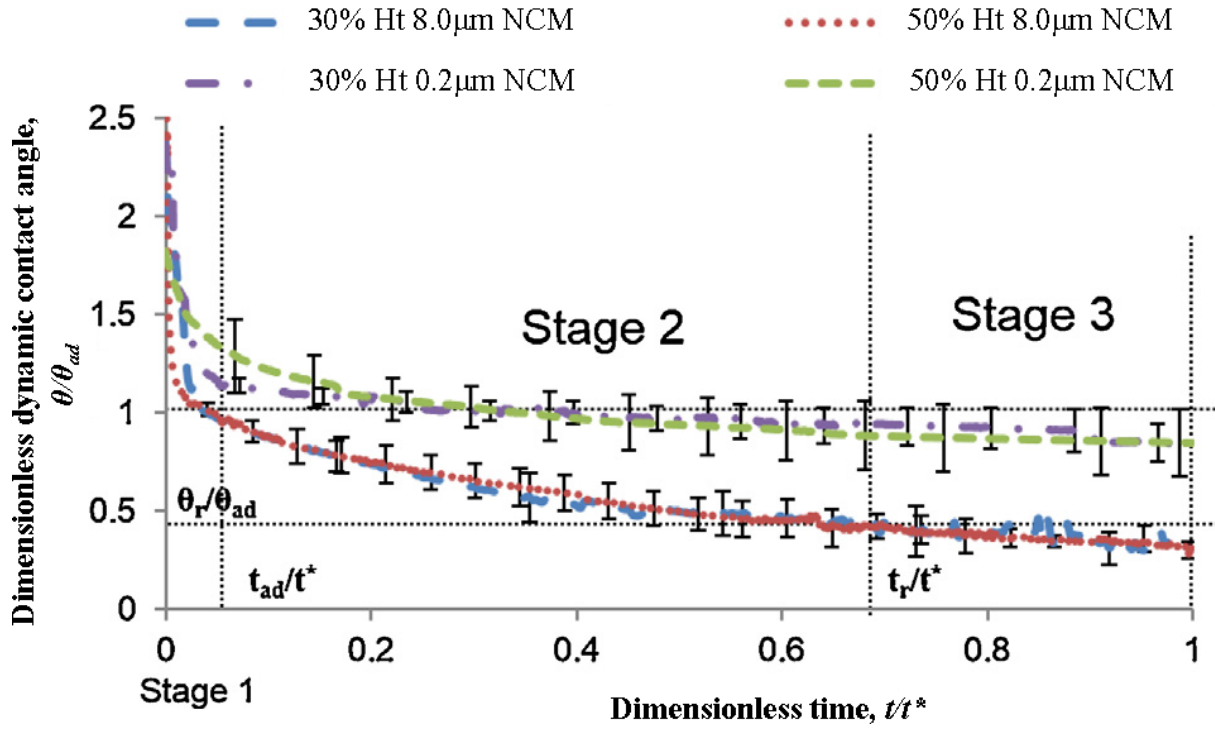 30% Ht 8.0μm NCM
50% Ht 8.0μm NCM
30% Ht 0.2μm NCM
50% Ht 0.2μm NCM
Dimensionless dynamic contact angle,
θ/θad
2.5
2
1.5
1
0.5
0
Stage 2
Stage 3
θr/θad
tad/t*
tr/t*
0
0.2
0.4
0.6
0.8
1
Stage 1
Dimensionless time, t/t*